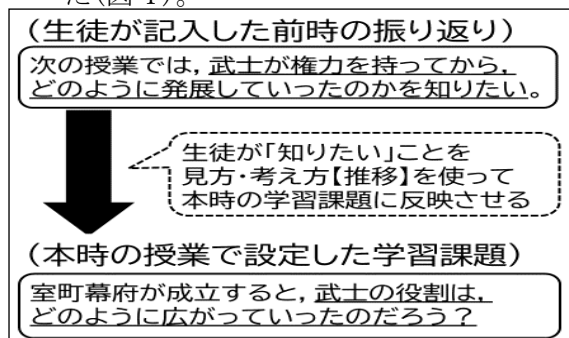 た(図4)。
(生徒が記入した前時の振り返り)
次の授業では,武士が権力を持ってから,
どのように発展していったのかを知りたい。
生徒が「知りたい」ことを
見方・考え方【推移】を使って
本時の学習課題に反映させる
(本時の授業で設定した学習課題)
室町幕府が成立すると,武士の役割は,
どのように広がっていったのだろう？